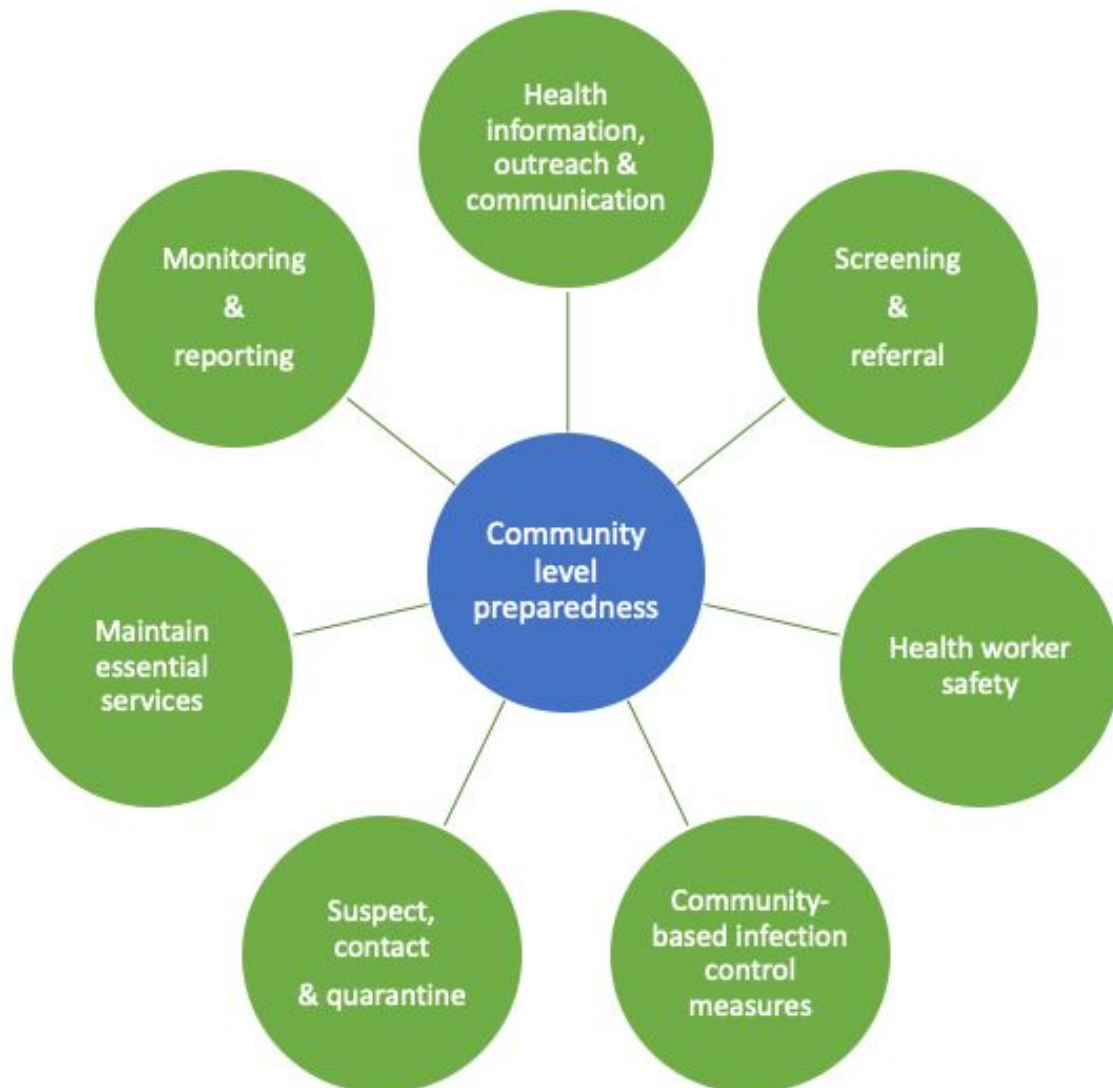 Health
information,
outreach &
communication
Screening
&
referral
Health worker
safety
Community-
based infection
control
measures
Suspect,
contact
& quarantine
Maintain
essential
services
Monitoring
&
reporting
Community
level
preparedness